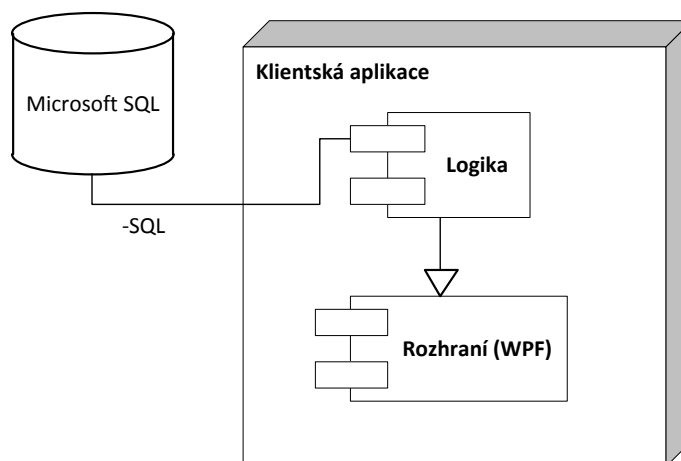 Klientská aplikace
Microsoft SQL
Logika
-SQL
Rozhraní (WPF)